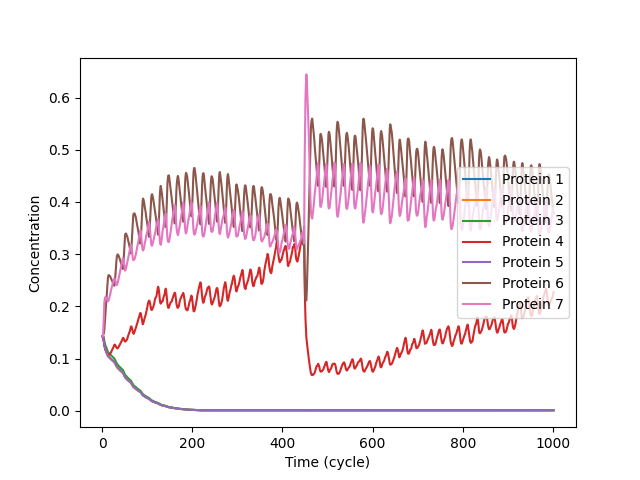 0.6
0.5
0.4
0.3
0.2
0.1
0.0
Concentration
0
200
400
600
800
1000
Time (cycle)
Protein 1
Protein 2
Protein 3
Protein 4
Protein 5
Protein 6
Protein 7